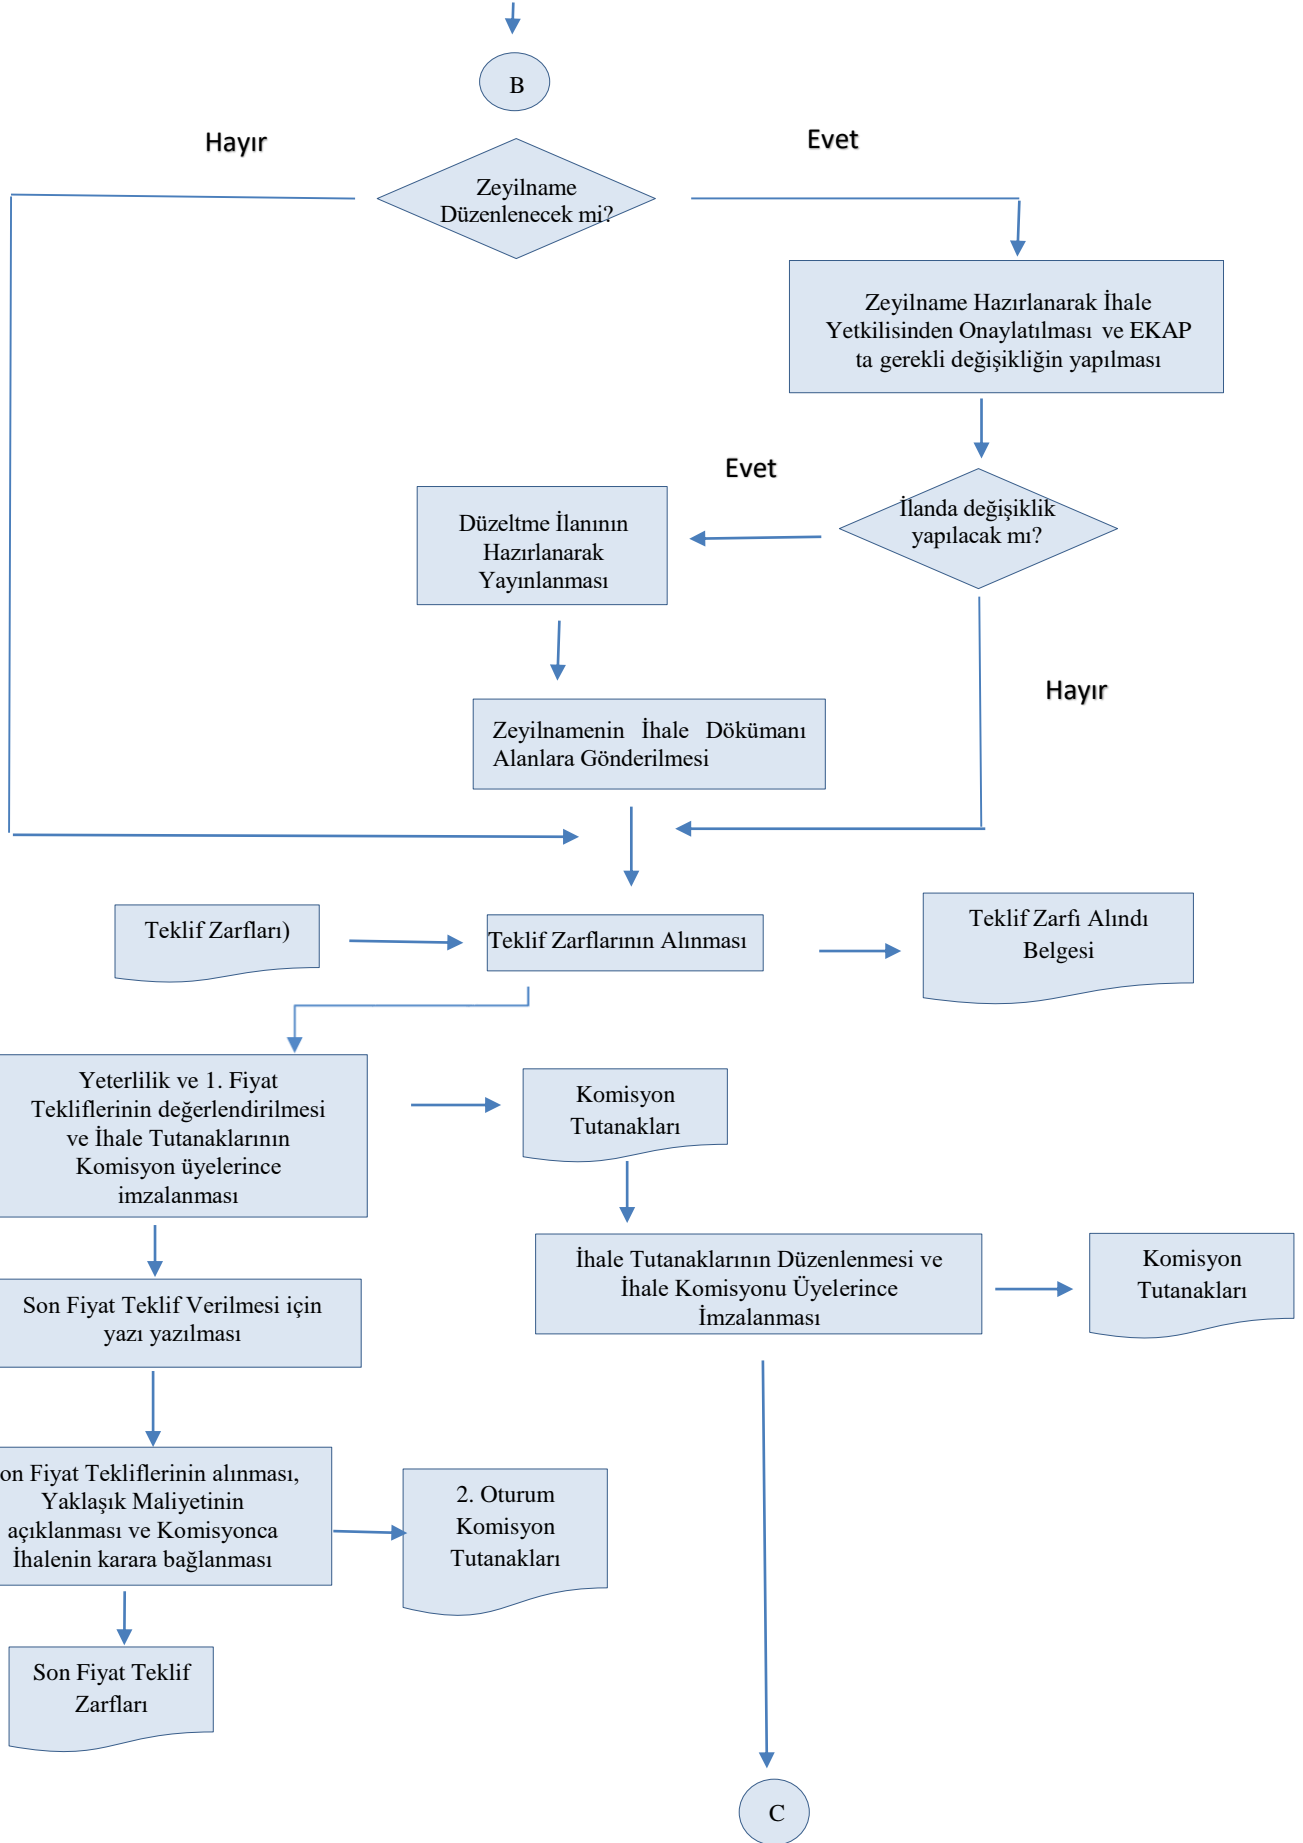 B
Hayır
Evet
Zeyilname
Düzenlenecek mi?
Zeyilname Hazırlanarak İhale
Yetkilisinden Onaylatılması ve EKAP
ta gerekli değişikliğin yapılması
Evet
İlanda değişiklik
yapılacak mı?
Düzeltme İlanının
Hazırlanarak
Yayınlanması
Hayır
Zeyilnamenin İhale Dökümanı
Alanlara Gönderilmesi
Teklif Zarfları)
Teklif Zarflarının Alınması
Teklif Zarfı Alındı
Belgesi
Yeterlilik ve 1. Fiyat
Tekliflerinin değerlendirilmesi
ve İhale Tutanaklarının
Komisyon üyelerince
imzalanması
Komisyon
Tutanakları
İhale Tutanaklarının Düzenlenmesi ve
İhale Komisyonu Üyelerince
İmzalanması
Komisyon
Tutanakları
Son Fiyat Teklif Verilmesi için
yazı yazılması
on Fiyat Tekliflerinin alınması,
Yaklaşık Maliyetinin
açıklanması ve Komisyonca
İhalenin karara bağlanması
2. Oturum
Komisyon
Tutanakları
Son Fiyat Teklif
Zarfları
C